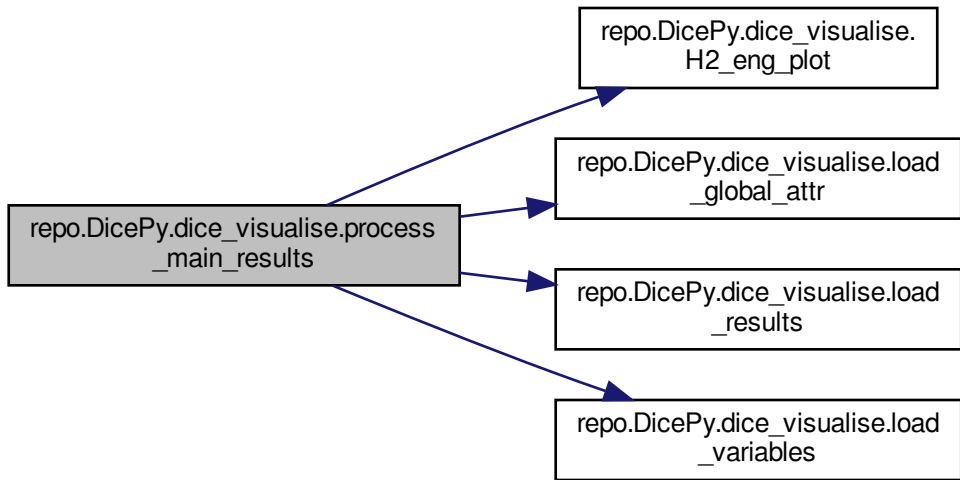 repo.DicePy.dice_visualise.
H2_eng_plot
repo.DicePy.dice_visualise.load
_global_attr
repo.DicePy.dice_visualise.process
_main_results
repo.DicePy.dice_visualise.load
_results
repo.DicePy.dice_visualise.load
_variables